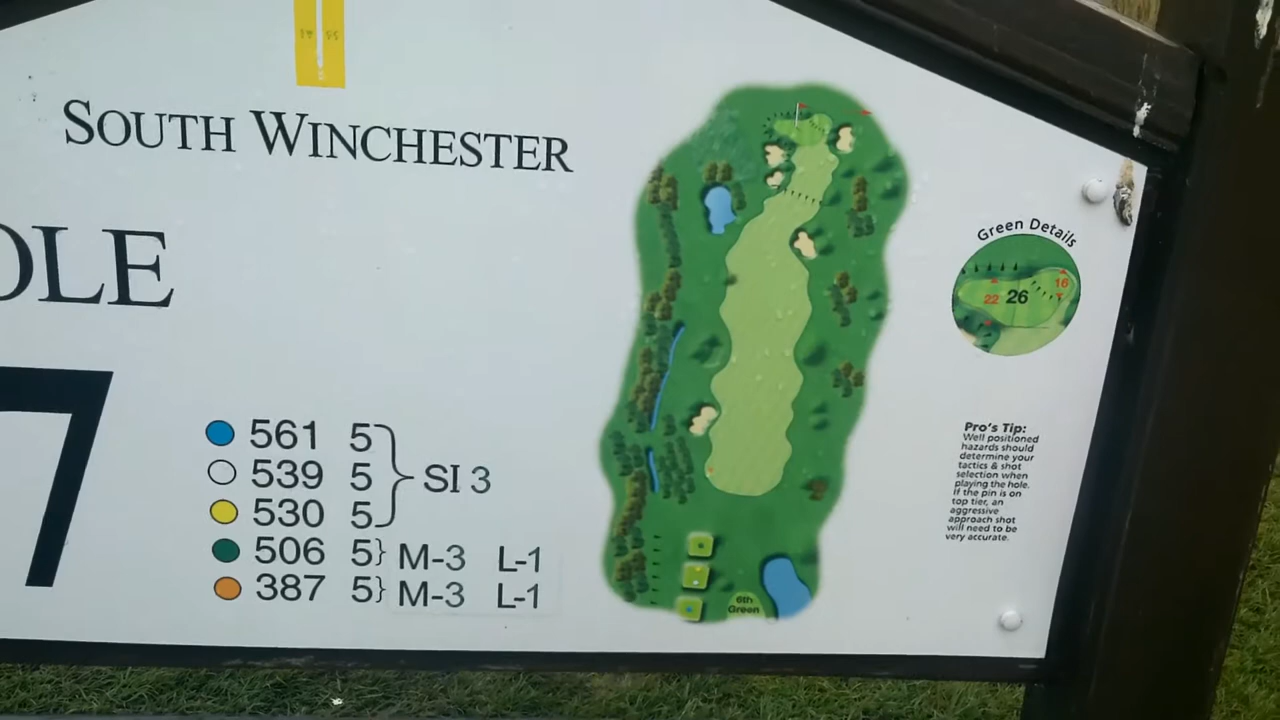 SOUTH WINCHESTER
OLE
7
561 5
539 5 SI 3
530 5
506 5} M-3 L-1
387 5} M-3 L-1
6th
Green
Green Details
22 26 16
Pro's Tip:
Well positioned
hazards should
determine your
tactics & shot
selection when
playing the hole.
If the pin is on
top tier, an
aggressive
approach shot
will need to be
very accurate.